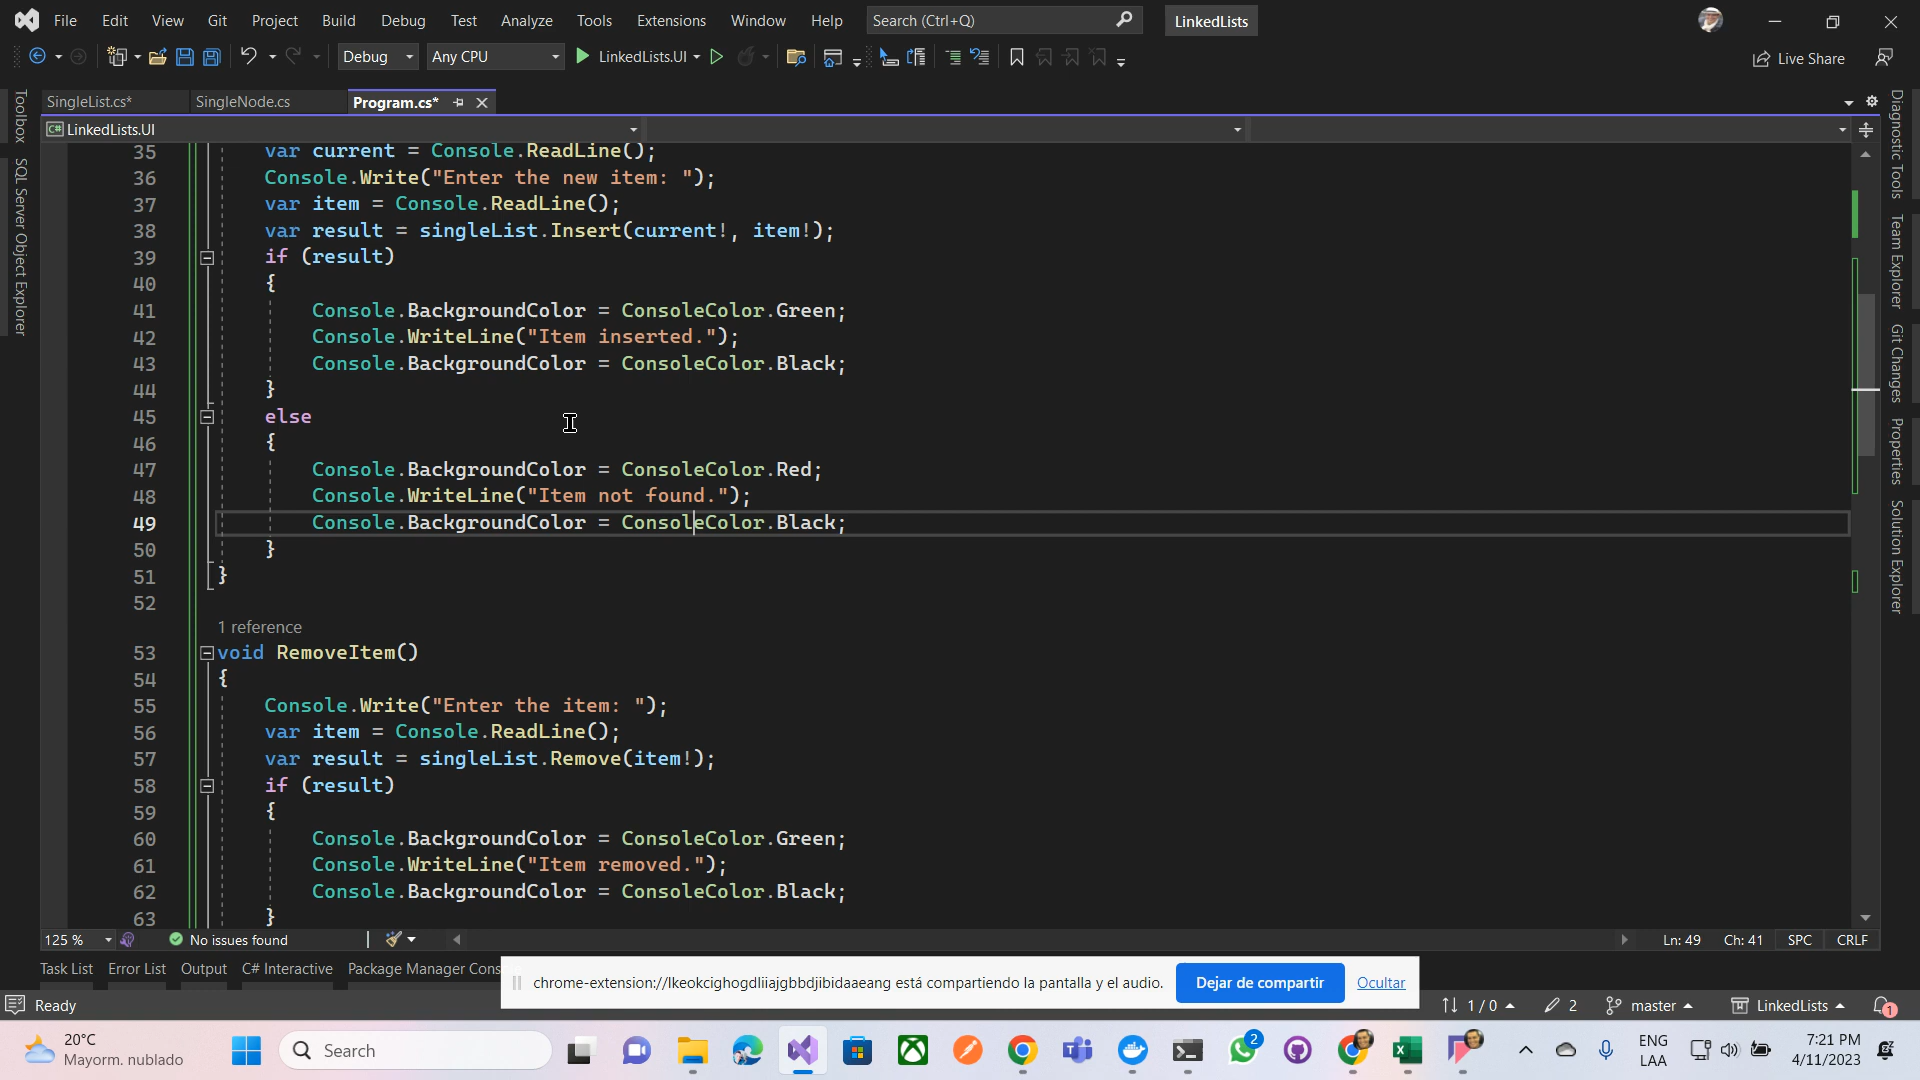 File Edit View Git Project Build Debug Test Analyze Tools Extensions Window Help Search (Ctrl+Q) LinkedLists
Debug Any CPU LinkedLists.UI Live Share
SingleList.cs* SingleNode.cs Program.cs*
C# LinkedLists.UI
Toolbox
SQL Server Object Explorer
35 var current = Console.ReadLine();
36 Console.Write("Enter the new item: ");
37 var item = Console.ReadLine();
38 var result = singleList.Insert(current!, item!);
39 if (result)
40 {
41 Console.BackgroundColor = ConsoleColor.Green;
42 Console.WriteLine("Item inserted.");
43 Console.BackgroundColor = ConsoleColor.Black;
44 }
45 else
46 {
47 Console.BackgroundColor = ConsoleColor.Red;
48 Console.WriteLine("Item not found.");
49 Console.BackgroundColor = ConsoleColor.Black;
50 }
51 }
52
1 reference
53 void RemoveItem()
54 {
55 Console.Write("Enter the item: ");
56 var item = Console.ReadLine();
57 var result = singleList.Remove(item!);
58 if (result)
59 {
60 Console.BackgroundColor = ConsoleColor.Green;
61 Console.WriteLine("Item removed.");
62 Console.BackgroundColor = ConsoleColor.Black;
63 }
Diagnostic Tools
Team Explorer
Git Changes
Properties
Solution Explorer
125 % No issues found Ln: 49 Ch: 41 SPC CRLF
Task List Error List Output C# Interactive Package Manager Cons
chrome-extension://lkeokcighogdliiajgbbdjibidaaeang está compartiendo la pantalla y el audio. Dejar de compartir Ocultar
Ready 1 / 0 2 master LinkedLists 1
20°C
Mayorm. nublado
Search
2
ENG
LAA
7:21 PM
4/11/2023